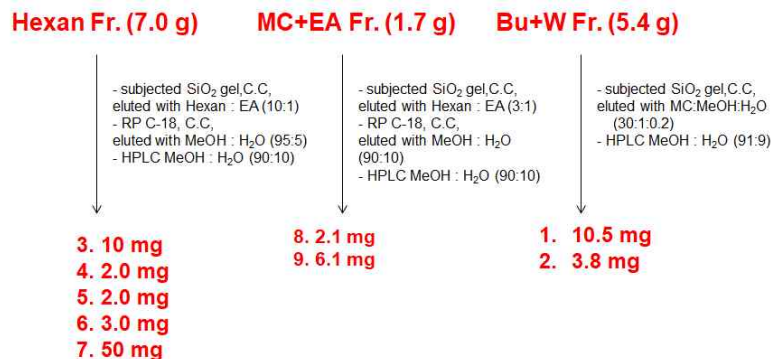 Hexan Fr. (7.0 g)
- subjected SiO₂ gel,C.C,
eluted with Hexan : EA (10:1)
- RP C-18, C.C,
eluted with MeOH : H₂O (95:5)
- HPLC MeOH : H₂O (90:10)
3. 10 mg
4. 2.0 mg
5. 2.0 mg
6. 3.0 mg
7. 50 mg
MC+EA Fr. (1.7 g)
- subjected SiO₂ gel,C.C,
eluted with Hexan : EA (3:1)
- RP C-18, C.C,
eluted with MeOH : H₂O
(90:10)
- HPLC MeOH : H₂O (90:10)
8. 2.1 mg
9. 6.1 mg
Bu+W Fr. (5.4 g)
- subjected SiO₂ gel,C.C,
eluted with MC:MeOH:H₂O
(30:1:0.2)
- HPLC MeOH : H₂O (91:9)
1. 10.5 mg
2. 3.8 mg